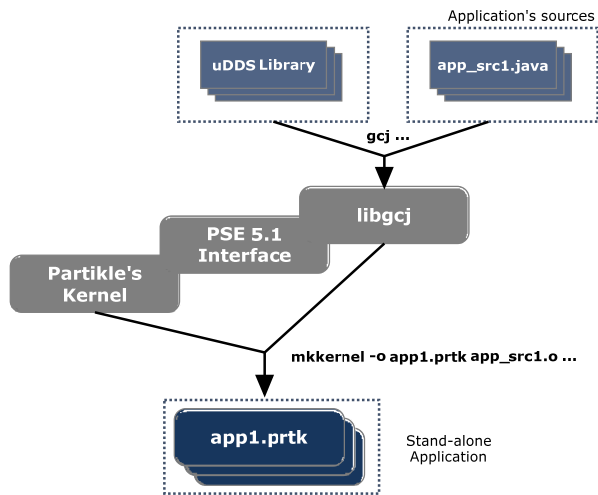 Application's sources
uDDS Library
app_src1.java
gcj ...
libgcj
PSE 5.1
Interface
Partikle's
Kernel
mkkernel -o app1.prtk app_src1.o ...
app1.prtk
Stand-alone
Application